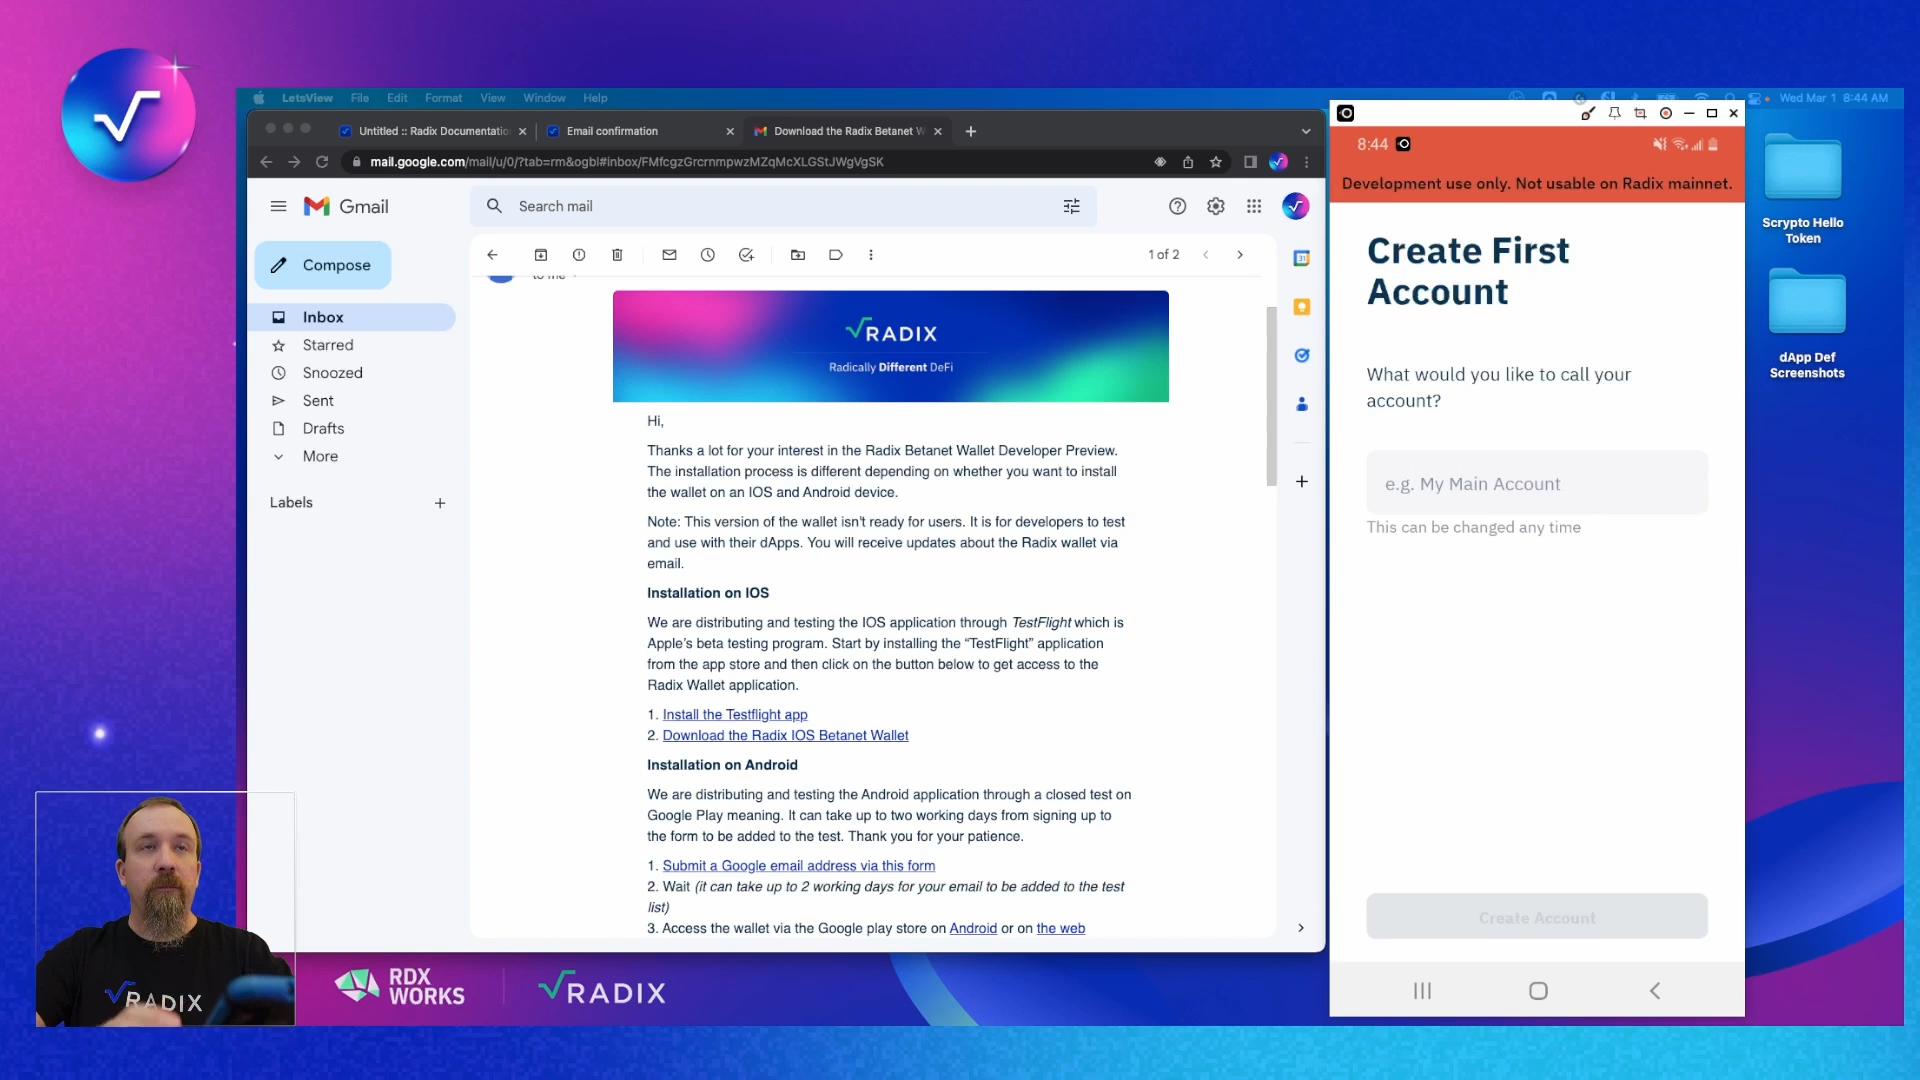 LetsView File Edit Format View Window Help
Wed Mar 1 8:44 AM
Untitled :: Radix Documentatio
Email confirmation
Download the Radix Betanet W
mail.google.com/mail/u/0/?tab=rm&ogbl#inbox/FMfcgzGrcrnmpwzMZqMcXLGStJWgVgSK
Gmail
Search mail
Compose
Inbox
Starred
Snoozed
Sent
Drafts
More
Labels
1 of 2
to me
RADIX
Radically Different DeFi
Hi,
Thanks a lot for your interest in the Radix Betanet Wallet Developer Preview.
The installation process is different depending on whether you want to install
the wallet on an IOS and Android device.
Note: This version of the wallet isn't ready for users. It is for developers to test
and use with their dApps. You will receive updates about the Radix wallet via
email.
Installation on IOS
We are distributing and testing the IOS application through TestFlight which is
Apple's beta testing program. Start by installing the “TestFlight” application
from the app store and then click on the button below to get access to the
Radix Wallet application.
1. Install the Testflight app
2. Download the Radix IOS Betanet Wallet
Installation on Android
We are distributing and testing the Android application through a closed test on
Google Play meaning. It can take up to two working days from signing up to
the form to be added to the test. Thank you for your patience.
1. Submit a Google email address via this form
2. Wait (it can take up to 2 working days for your email to be added to the test
list)
3. Access the wallet via the Google play store on Android or on the web
8:44
Development use only. Not usable on Radix mainnet.
Create First
Account
What would you like to call your
account?
e.g. My Main Account
This can be changed any time
Create Account
Scrypto Hello
Token
dApp Def
Screenshots
RADIX
RDX
WORKS
RADIX